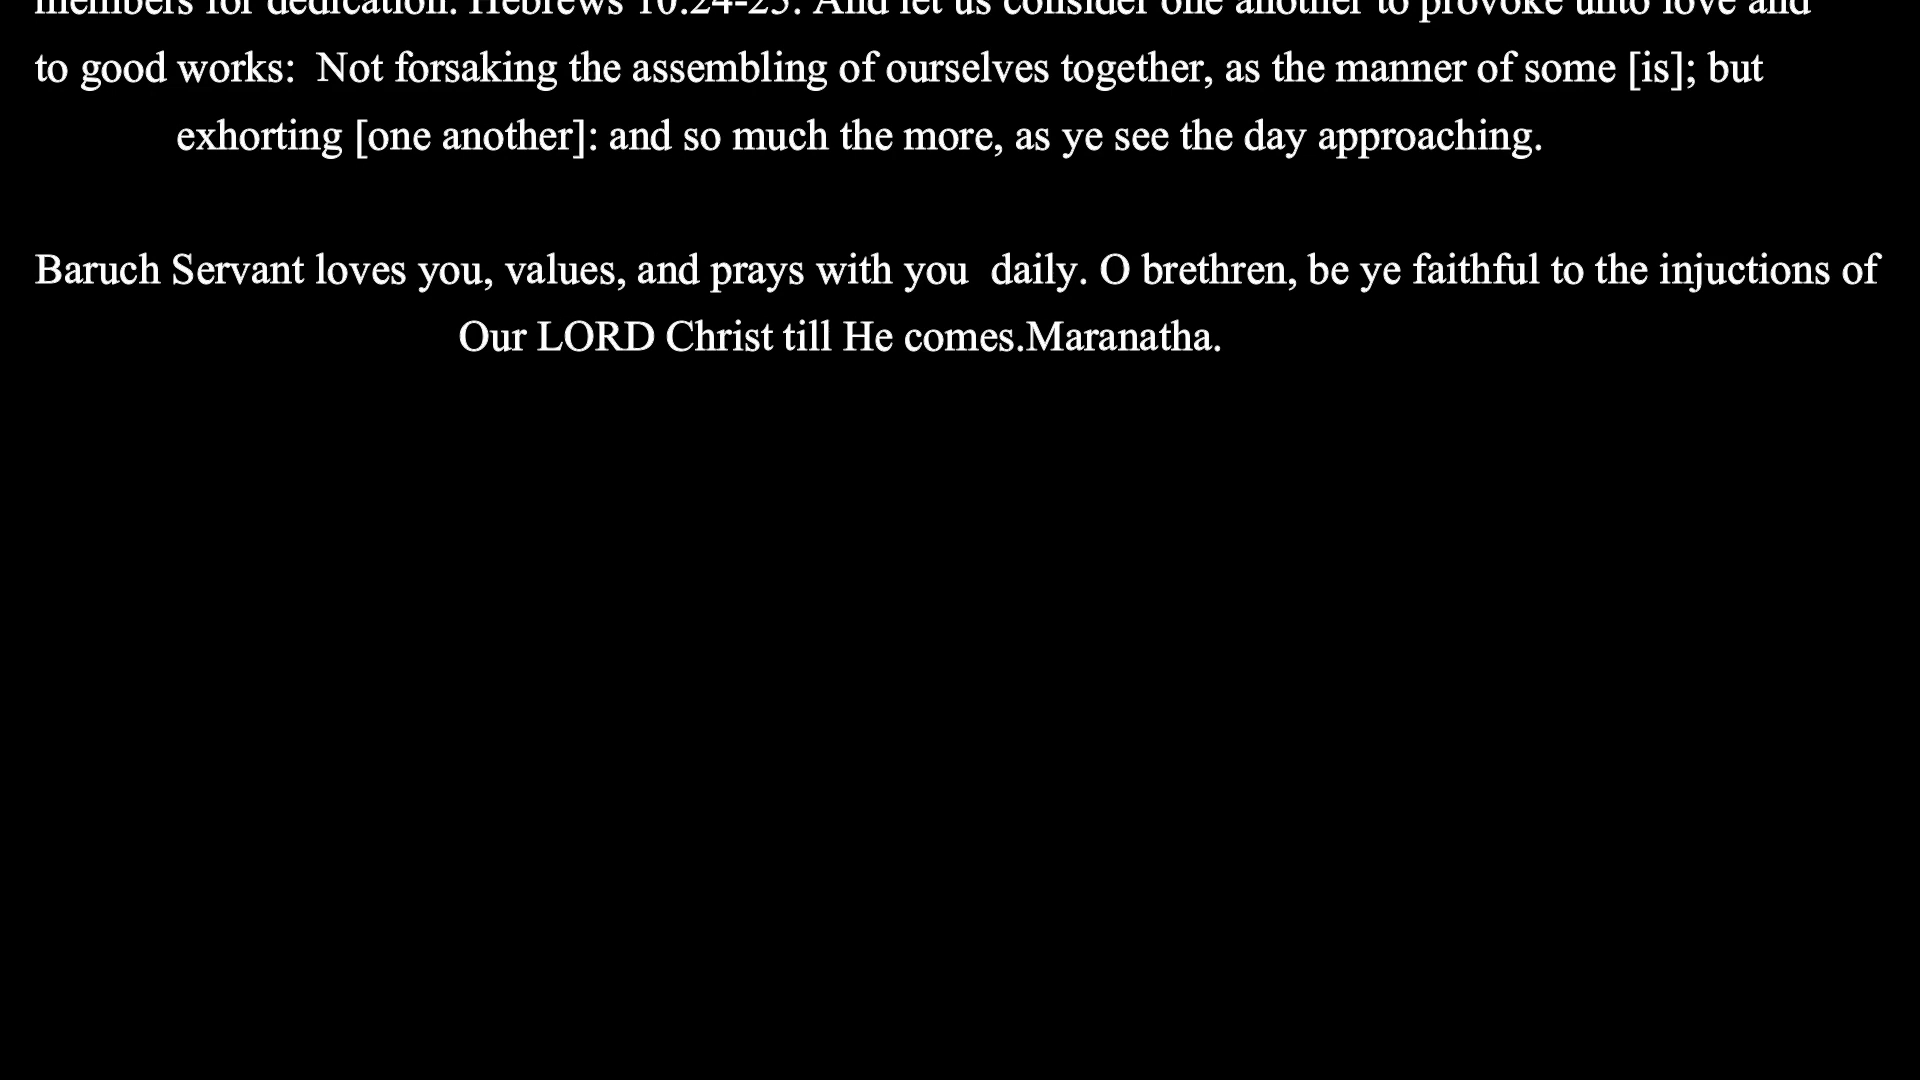 members for dedication. Hebrews 10:24-25. And let us consider one another to provoke unto love and
to good works:  Not forsaking the assembling of ourselves together, as the manner of some [is]; but
exhorting [one another]: and so much the more, as ye see the day approaching.
Baruch Servant loves you, values, and prays with you  daily. O brethren, be ye faithful to the injuctions of
Our LORD Christ till He comes.Maranatha.